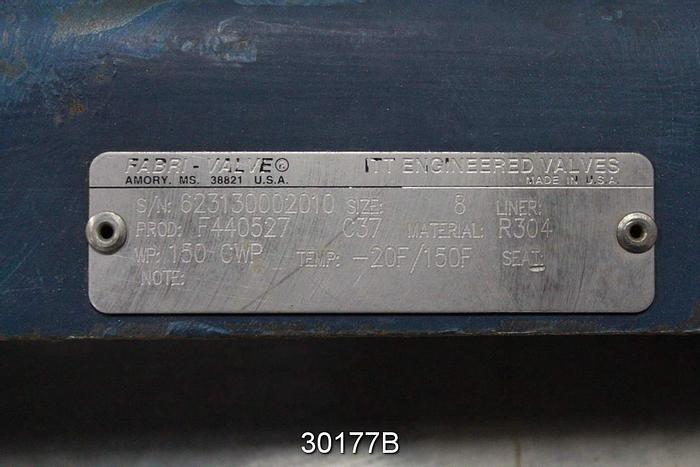 FABRI-VALVE® ITT ENGINEERED VALVES
AMORY, MS. 38821 U.S.A. MADE IN U.S.A.
S/N: 623130002010 SIZE: 8 LINER:
PROD: F440527 C37 MATERIAL: R304
WP: 150 CWP TEMP: -20F/150F SEAT:
NOTE:
30177B